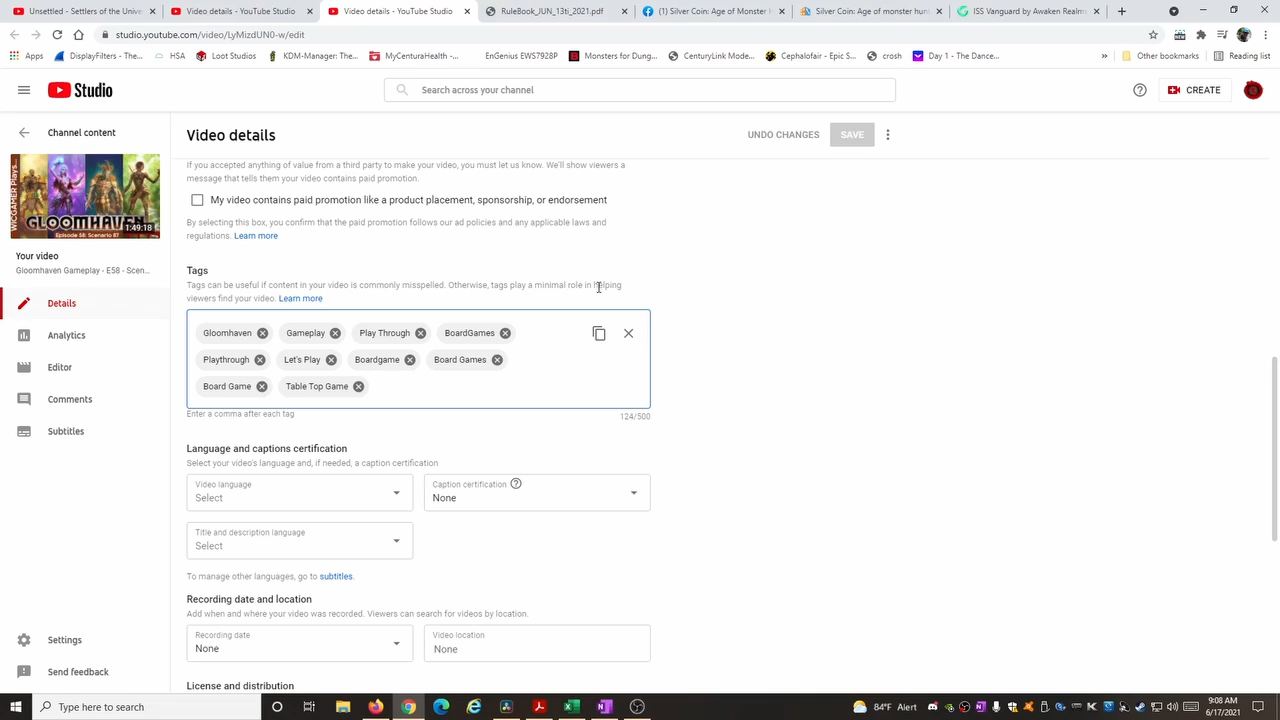 Unsettled - Settlers of the Unive
Video details - YouTube Studio
Video details - YouTube Studio
RuleBook_JUN_13ti_2021.pdf
(1) Silver Coin: Age of Monster H
Silver Coin: Age of monster hun
ISS Vanguard by Awaken Realm
studio.youtube.com/video/LyMizdUN0-w/edit
Apps
DisplayFilters - The...
HSA
Loot Studios
KDM-Manager: The...
MyCenturaHealth -...
EnGenius EWS7928P
Monsters for Dung...
CenturyLink Mode...
Cephalofair - Epic S...
crosh
Day 1 - The Dance...
»
Other bookmarks
Reading list
Studio
Search across your channel
CREATE
Channel content
Video details
UNDO CHANGES
SAVE
WICGAMER Plays...
GLOOMHAVEN
Episode 58: Scenario 87
1:49:18
Your video
Gloomhaven Gameplay - E58 - Scen...
Details
Analytics
Editor
Comments
Subtitles
Settings
Send feedback
If you accepted anything of value from a third party to make your video, you must let us know. We'll show viewers a
message that tells them your video contains paid promotion.
My video contains paid promotion like a product placement, sponsorship, or endorsement
By selecting this box, you confirm that the paid promotion follows our ad policies and any applicable laws and
regulations. Learn more
Tags
Tags can be useful if content in your video is commonly misspelled. Otherwise, tags play a minimal role in helping
viewers find your video. Learn more
Gloomhaven
Gameplay
Play Through
BoardGames
Playthrough
Let's Play
Boardgame
Board Games
Board Game
Table Top Game
Enter a comma after each tag
124/500
Language and captions certification
Select your video's language and, if needed, a caption certification
Video language
Select
Caption certification
None
Title and description language
Select
To manage other languages, go to subtitles.
Recording date and location
Add when and where your video was recorded. Viewers can search for videos by location.
Recording date
None
Video location
None
License and distribution
Type here to search
84°F Alert
9:08 AM
6/17/2021